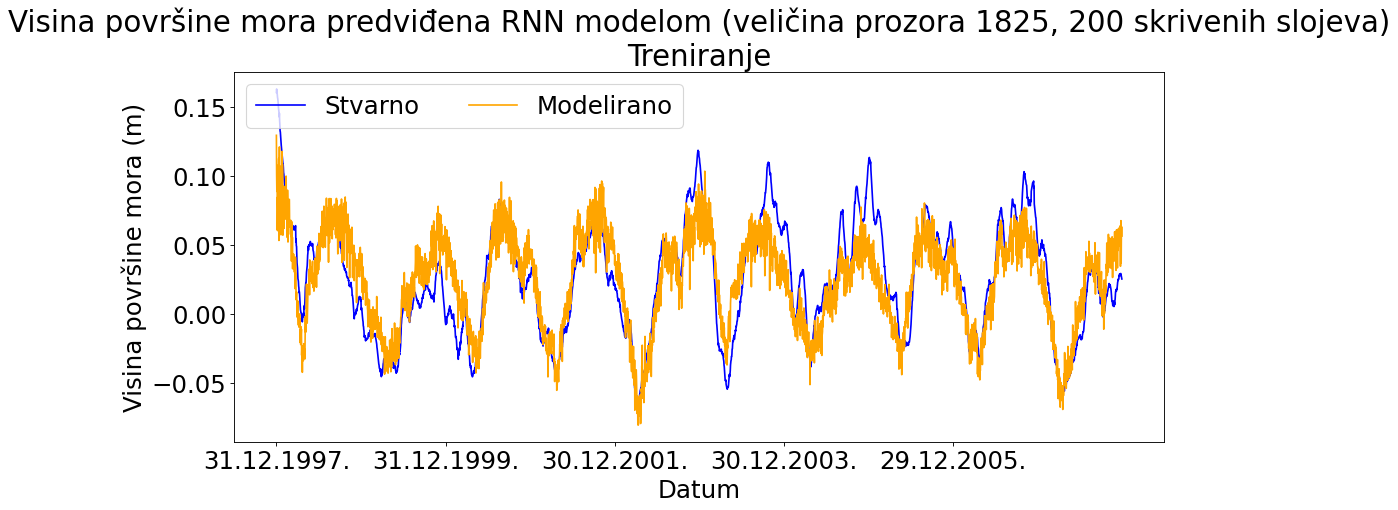 Visina površine mora predviđena RNN modelom (veličina prozora 1825, 200 skrivenih slojeva)
Treniranje
Stvarno Modelirano
Visina površine mora (m)
0.15
0.10
0.05
0.00
−0.05
31.12.1997. 31.12.1999. 30.12.2001. 30.12.2003. 29.12.2005.
Datum